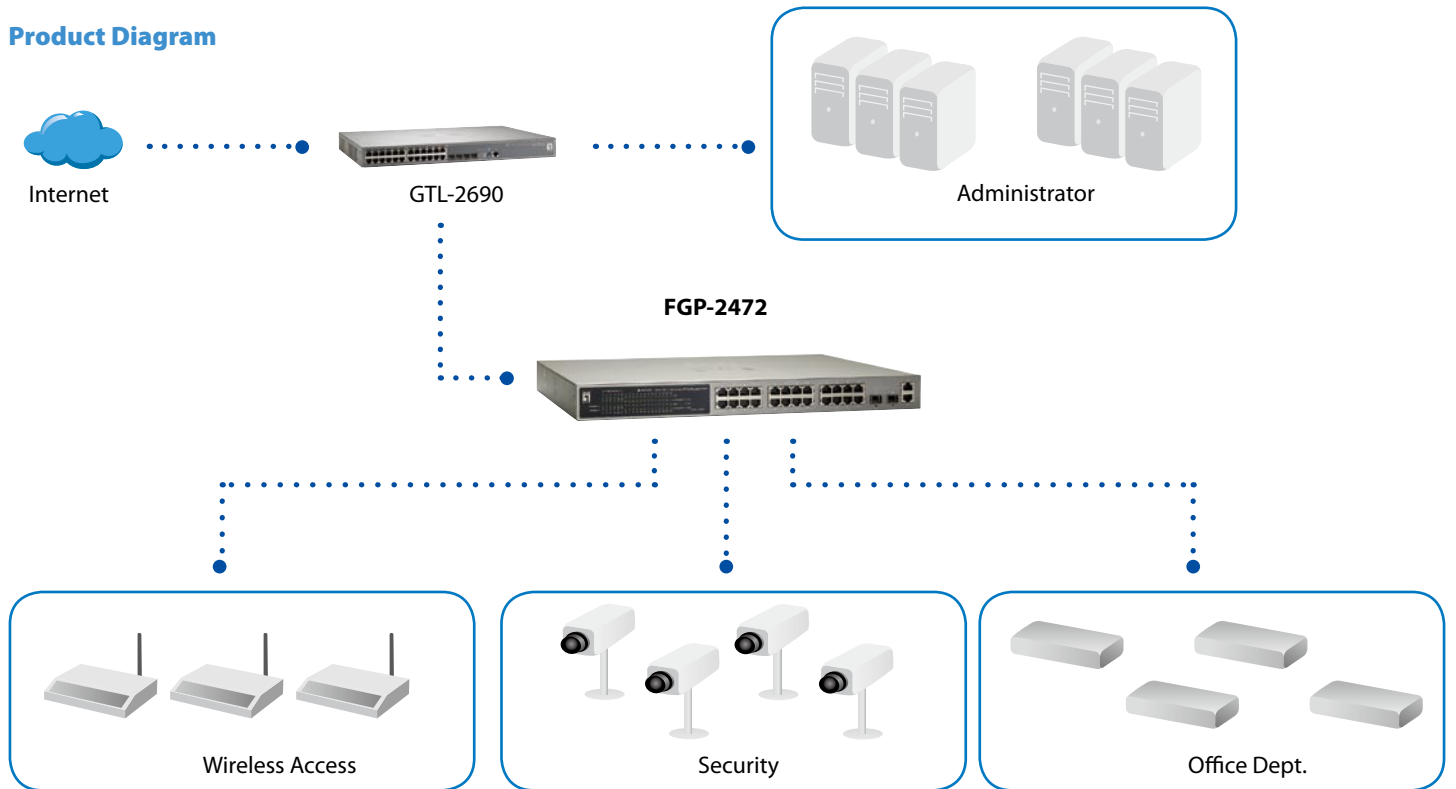 Product Diagram
Internet
GTL-2690
Administrator
FGP-2472
Wireless Access
Security
Office Dept.